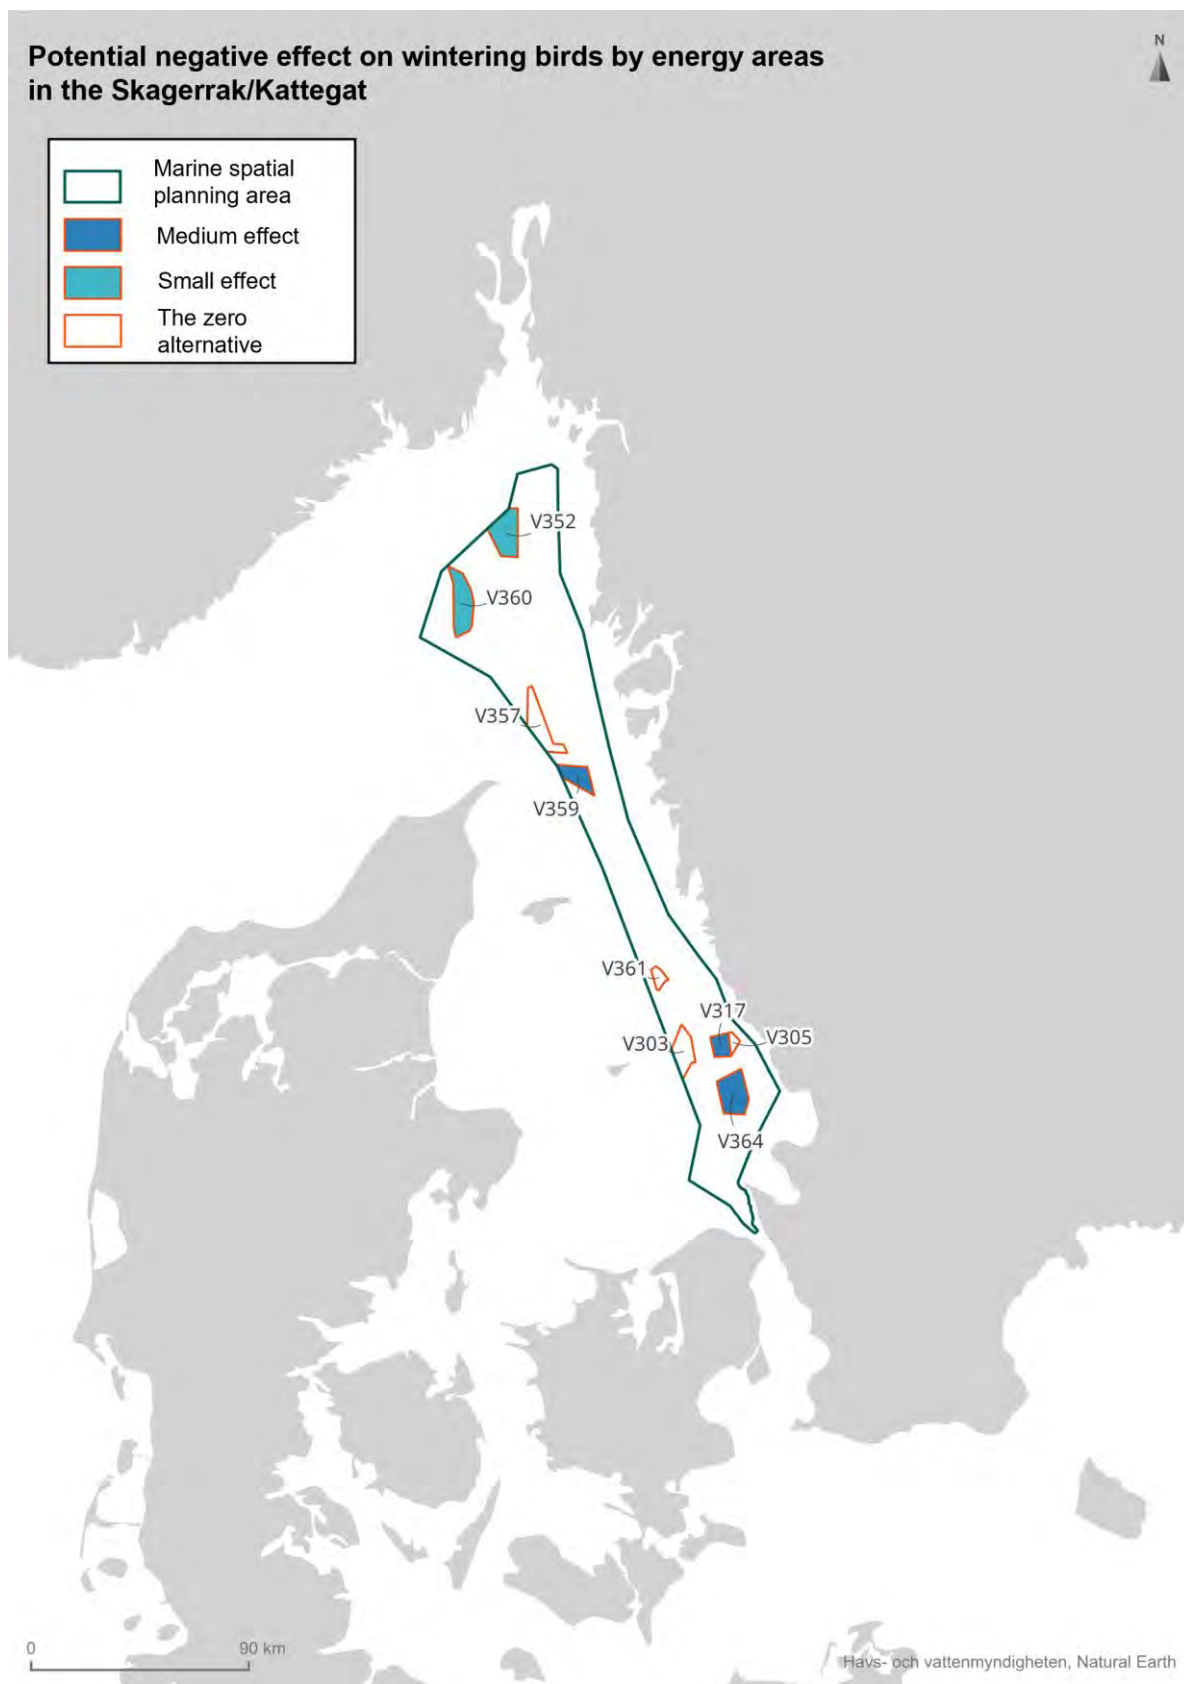 Potential negative effect on wintering birds by energy areas
in the Skagerrak/Kattegat
N
Marine spatial
planning area
Medium effect
Small effect
The zero
alternative
V352
V360
V357
V359
V361
V317
V303
V305
V364
0
90 km
Havs- och vattenmyndigheten, Natural Earth